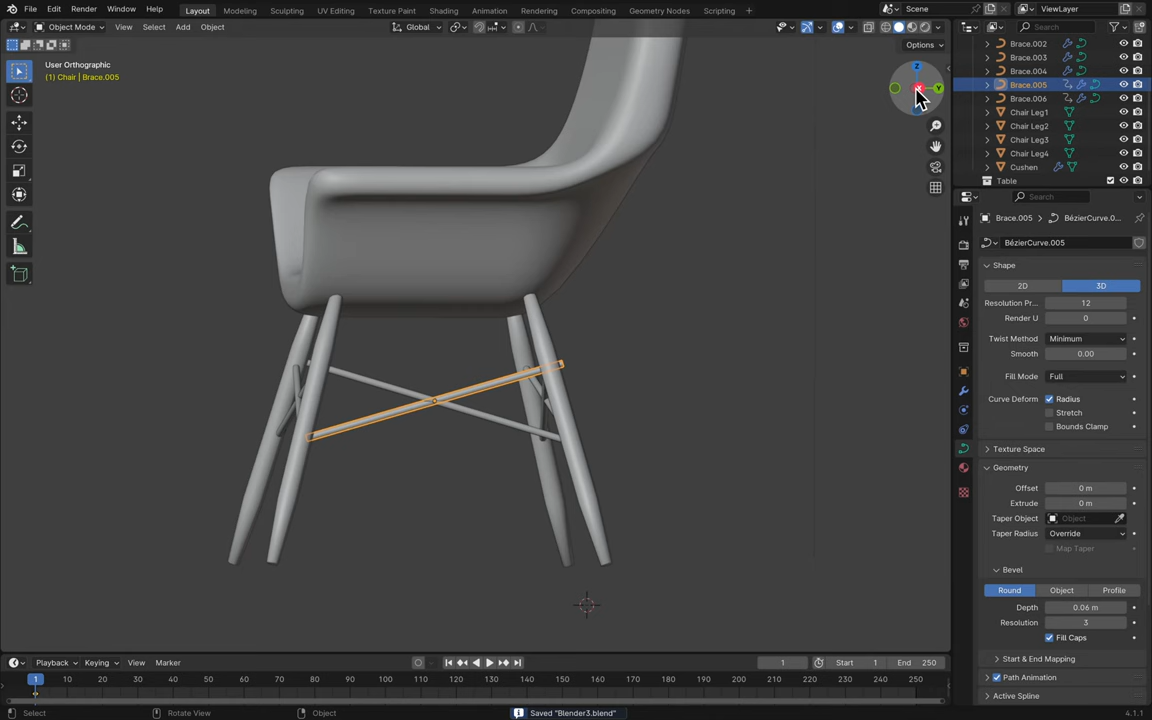 File Edit Render Window Help Layout Modeling Sculpting UV Editing Texture Paint Shading Animation Rendering Compositing Geometry Nodes Scripting Scene ViewLayer
Object Mode View Select Add Object Global Search
Options
User Orthographic
(1) Chair | Brace.005
Z
X
Y
Brace.002
Brace.003
Brace.004
Brace.005
Brace.006
Chair Leg1
Chair Leg2
Chair Leg3
Chair Leg4
Cushen
Table
Search
Brace.005 BézierCurve.0...
BézierCurve.005
Shape
2D 3D
Resolution Pr... 12
Render U 0
Twist Method Minimum
Smooth 0.00
Fill Mode Full
Curve Deform Radius
Stretch
Bounds Clamp
Texture Space
Geometry
Offset 0 m
Extrude 0 m
Taper Object Object
Taper Radius Override
Map Taper
Bevel
Round Object Profile
Depth 0.06 m
Resolution 3
Fill Caps
Start & End Mapping
Path Animation
Active Spline
Playback Keying View Marker 1 Start 1 End 250
1 10 20 30 40 50 60 70 80 90 100 110 120 130 140 150 160 170 180 190 200 210 220 230 240 250
Select Rotate View Object Saved "Blender3.blend" 4.1.1